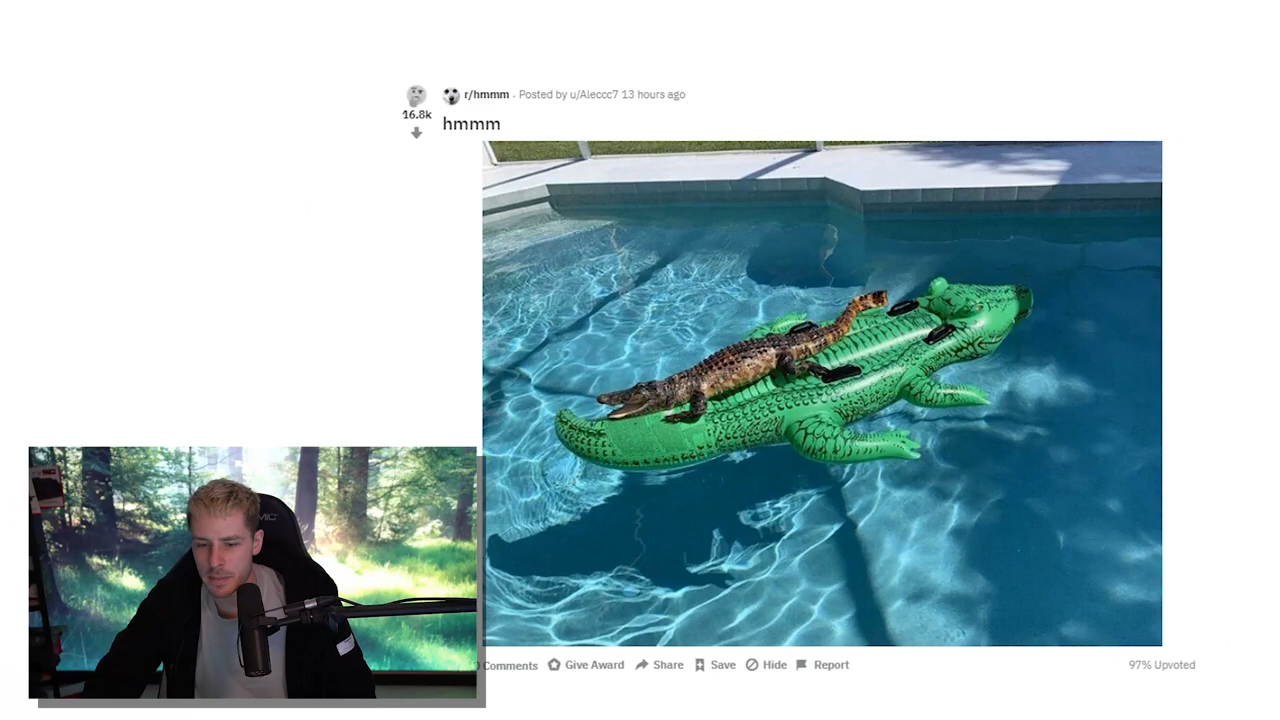 r/hmmm · Posted by u/Aleccc7 13 hours ago
16.8k
hmmm
Comments Give Award Share Save Hide Report
97% Upvoted